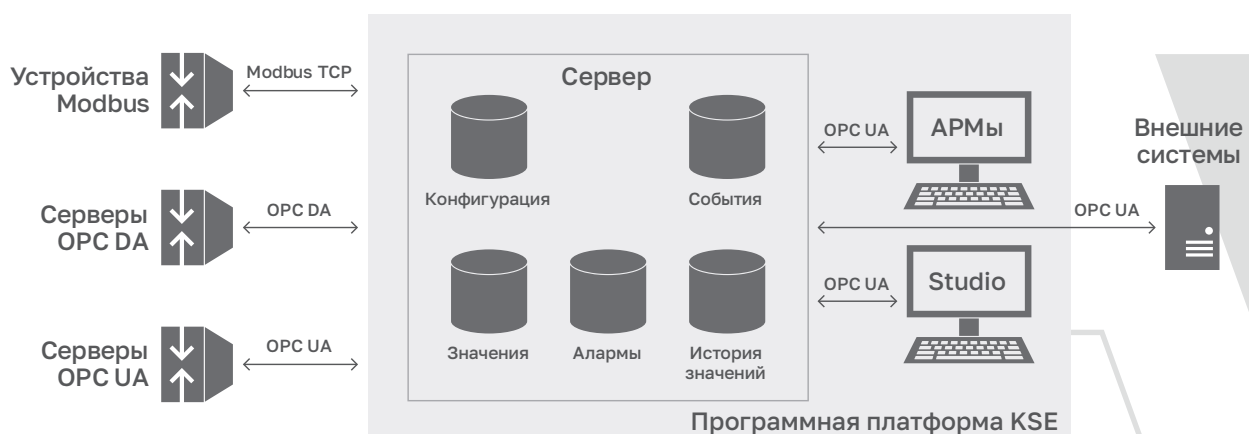 Сервер
Устройства
Modbus
Modbus TCP
OPC UA
АРМы
Внешние
системы
Конфигурация
События
Серверы
OPC DA
OPC DA
OPC UA
OPC UA
Studio
Серверы
OPC UA
OPC UA
Значения
Алармы
История
значений
Программная платформа KSE